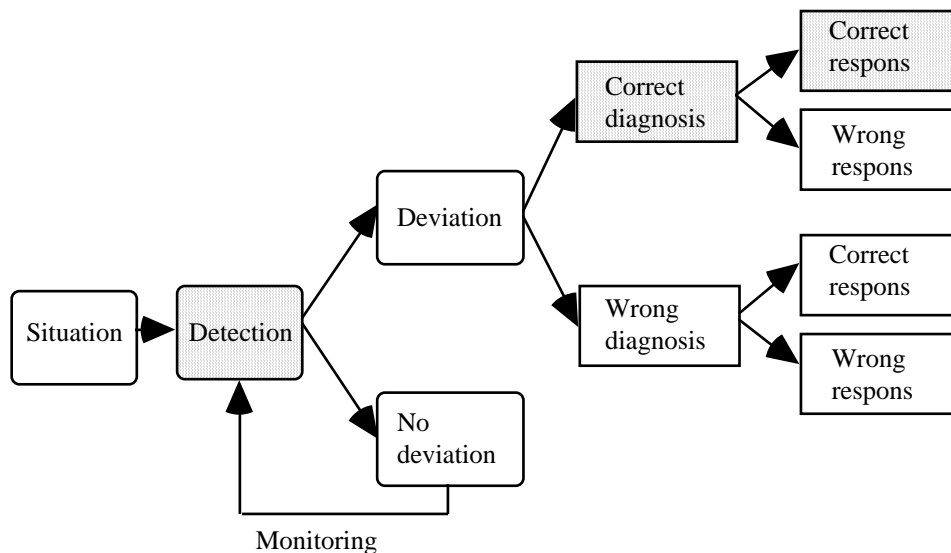 Correct
respons
Correct
diagnosis
Wrong
respons
Deviation
Correct
respons
Situation
Detection
Wrong
diagnosis
Wrong
respons
No
deviation
Monitoring